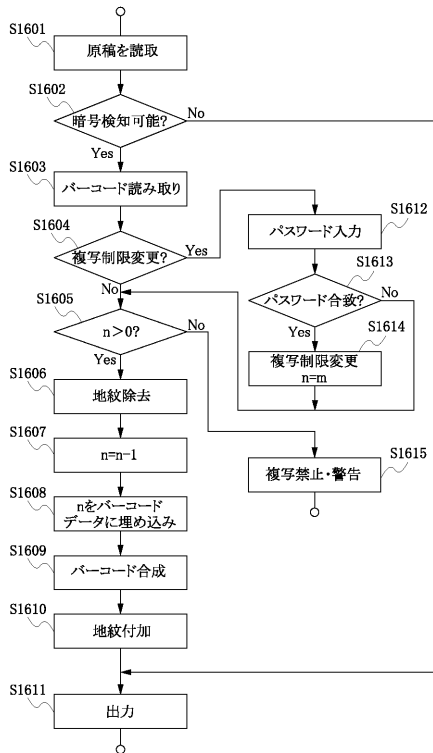 S1601
原稿を読取
S1602
暗号検知可能?
No
Yes
S1603
バーコード読み取り
S1604
複写制限変更?
Yes
No
S1612
パスワード入力
S1613
パスワード合致?
No
Yes
S1614
複写制限変更
n=m
S1605
n>0?
No
Yes
S1606
地紋除去
S1607
n=n-1
S1608
nをバーコード
データに埋め込み
S1609
バーコード合成
S1610
地紋付加
S1615
複写禁止・警告
S1611
出力